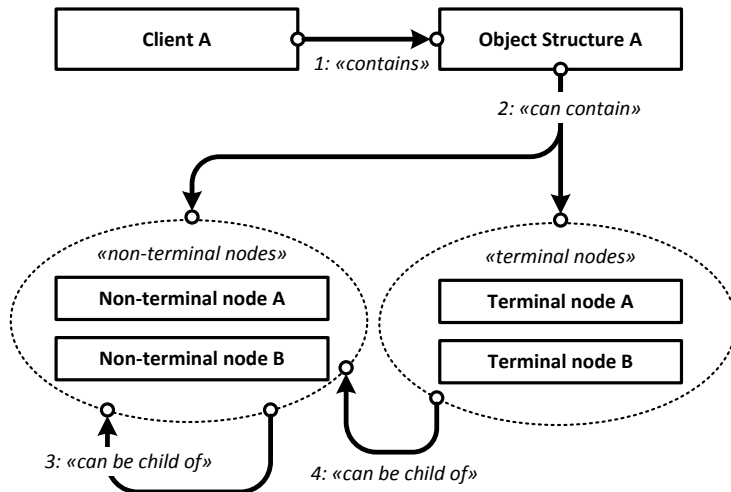 Client A
Object Structure A
1: «contains»
2: «can contain»
«non-terminal nodes»
«terminal nodes»
Non-terminal node A
Terminal node A
Non-terminal node B
Terminal node B
3: «can be child of»
4: «can be child of»